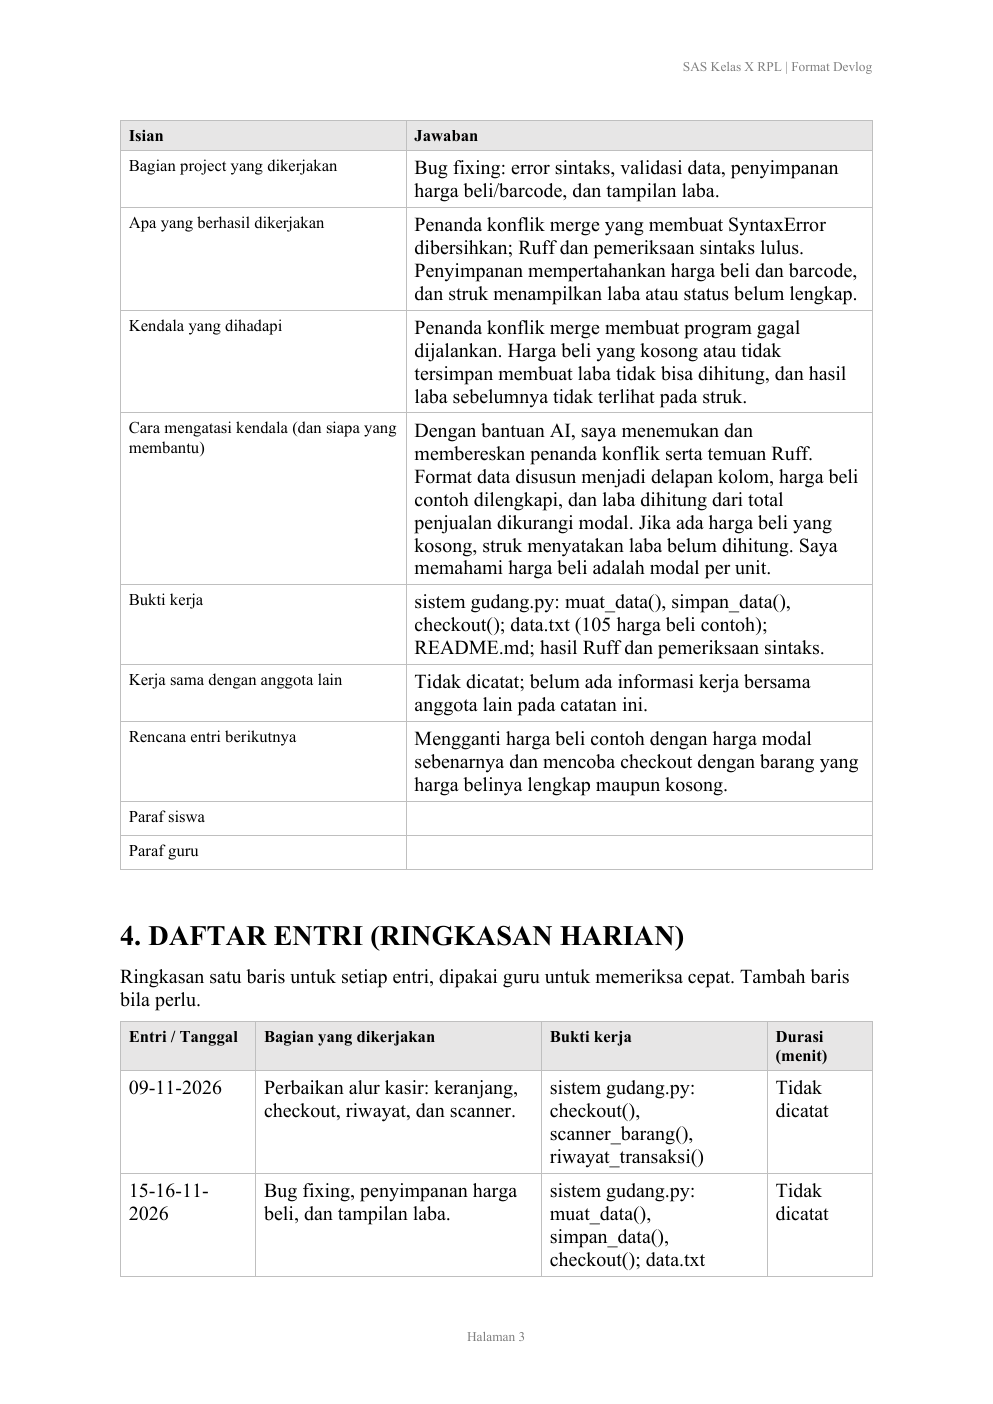 SAS Kelas X RPL | Format Devlog
Isian
Jawaban
Bagian project yang dikerjakan
Bug fixing: error sintaks, validasi data, penyimpanan
harga beli/barcode, dan tampilan laba.
Apa yang berhasil dikerjakan
Penanda konflik merge yang membuat SyntaxError
dibersihkan; Ruff dan pemeriksaan sintaks lulus.
Penyimpanan mempertahankan harga beli dan barcode,
dan struk menampilkan laba atau status belum lengkap.
Kendala yang dihadapi
Penanda konflik merge membuat program gagal
dijalankan. Harga beli yang kosong atau tidak
tersimpan membuat laba tidak bisa dihitung, dan hasil
laba sebelumnya tidak terlihat pada struk.
Cara mengatasi kendala (dan siapa yang
membantu)
Dengan bantuan AI, saya menemukan dan
membereskan penanda konflik serta temuan Ruff.
Format data disusun menjadi delapan kolom, harga beli
contoh dilengkapi, dan laba dihitung dari total
penjualan dikurangi modal. Jika ada harga beli yang
kosong, struk menyatakan laba belum dihitung. Saya
memahami harga beli adalah modal per unit.
Bukti kerja
sistem gudang.py: muat_data(), simpan_data(),
checkout(); data.txt (105 harga beli contoh);
README.md; hasil Ruff dan pemeriksaan sintaks.
Kerja sama dengan anggota lain
Tidak dicatat; belum ada informasi kerja bersama
anggota lain pada catatan ini.
Rencana entri berikutnya
Mengganti harga beli contoh dengan harga modal
sebenarnya dan mencoba checkout dengan barang yang
harga belinya lengkap maupun kosong.
Paraf siswa
Paraf guru
4. DAFTAR ENTRI (RINGKASAN HARIAN)
Ringkasan satu baris untuk setiap entri, dipakai guru untuk memeriksa cepat. Tambah baris
bila perlu.
Entri / Tanggal
Bagian yang dikerjakan
Bukti kerja
Durasi
(menit)
09-11-2026
Perbaikan alur kasir: keranjang,
checkout, riwayat, dan scanner.
sistem gudang.py:
checkout(),
scanner_barang(),
riwayat_transaksi()
Tidak
dicatat
15-16-11-
2026
Bug fixing, penyimpanan harga
beli, dan tampilan laba.
sistem gudang.py:
muat_data(),
simpan_data(),
checkout(); data.txt
Tidak
dicatat
Halaman 3